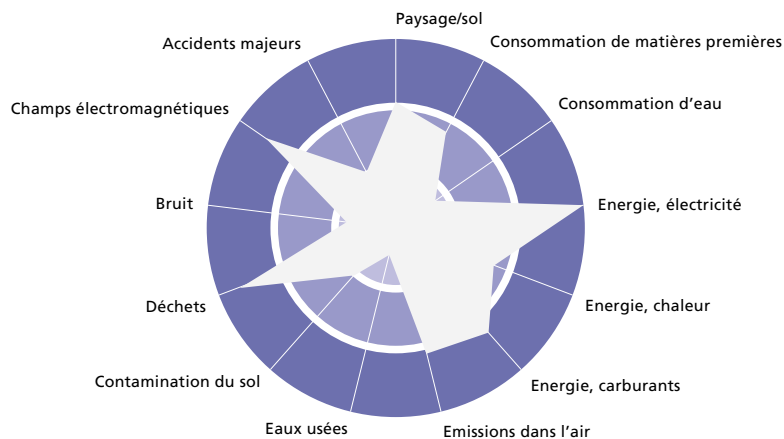 Paysage/sol
Consommation de matières premières
Consommation d'eau
Energie, électricité
Energie, chaleur
Energie, carburants
Emissions dans l'air
Eaux usées
Contamination du sol
Déchets
Bruit
Champs électromagnétiques
Accidents majeurs